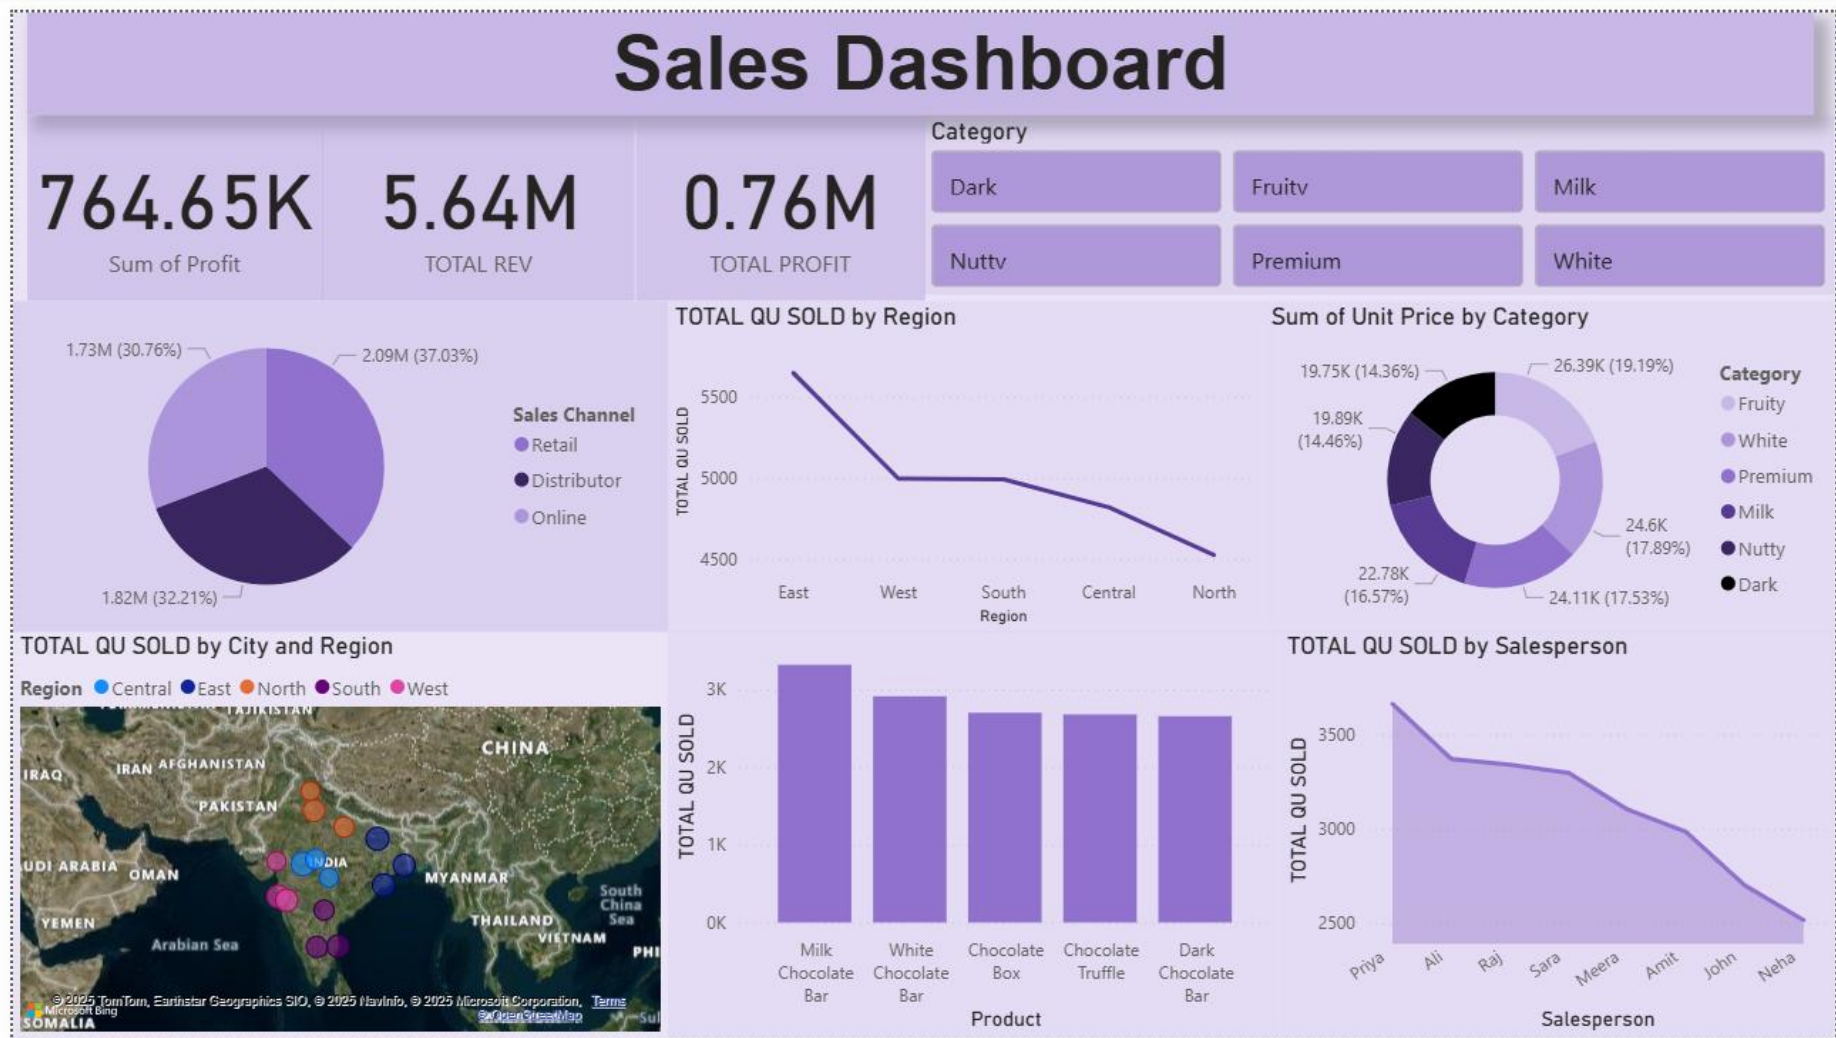 Sales Dashboard
764.65K
Sum of Profit
5.64M
TOTAL REV
0.76M
TOTAL PROFIT
Category
Dark
Fruity
Milk
Nutty
Premium
White
1.73M (30.76%)
2.09M (37.03%)
1.82M (32.21%)
Sales Channel
Retail
Distributor
Online
TOTAL QU SOLD by Region
TOTAL QU SOLD
5500
5000
4500
East
West
South
Central
North
Region
Sum of Unit Price by Category
19.75K (14.36%)
26.39K (19.19%)
19.89K
(14.46%)
24.6K
(17.89%)
22.78K
(16.57%)
24.11K (17.53%)
Category
Fruity
White
Premium
Milk
Nutty
Dark
TOTAL QU SOLD by City and Region
Region Central East North South West
TAJIKISTAN
CHINA
IRAQ
IRAN
AFGHANISTAN
PAKISTAN
UDI ARABIA
OMAN
INDIA
MYANMAR
YEMEN
South
China
Sea
THAILAND
VIETNAM
Arabian Sea
PHI
© 2025 TomTom, Earthstar Geographics SIO, © 2025 NavInfo, © 2025 Microsoft Corporation, Terms
© OpenStreetMap
Microsoft Bing
SOMALIA
Sul
TOTAL QU SOLD
3K
2K
1K
0K
Milk
Chocolate
Bar
White
Chocolate
Bar
Chocolate
Box
Chocolate
Truffle
Dark
Chocolate
Bar
Product
TOTAL QU SOLD by Salesperson
TOTAL QU SOLD
3500
3000
2500
Priya
Ali
Raj
Sara
Meera
Amit
John
Neha
Salesperson